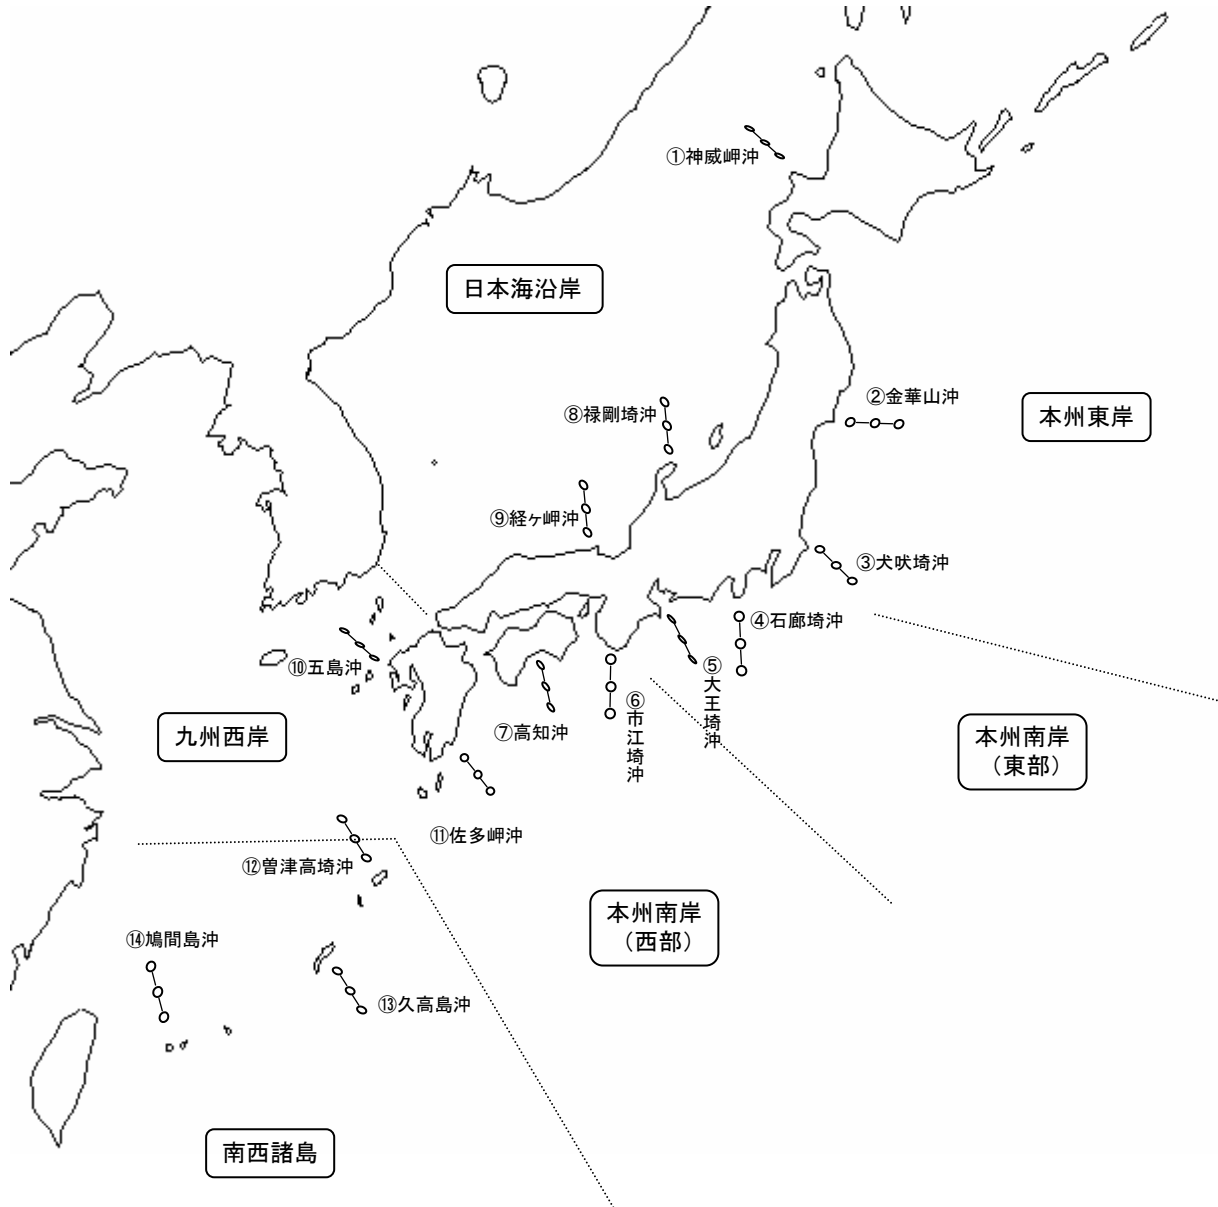 ①神威岬沖
日本海沿岸
②金華山沖
本州東岸
⑧禄剛埼沖
⑨経ヶ岬沖
③犬吠埼沖
④石廊埼沖
⑤大王埼沖
⑥市江埼沖
⑩五島沖
⑦高知沖
九州西岸
本州南岸
（東部）
⑪佐多岬沖
⑫曽津高埼沖
本州南岸
（西部）
⑭鳩間島沖
⑬久高島沖
南西諸島